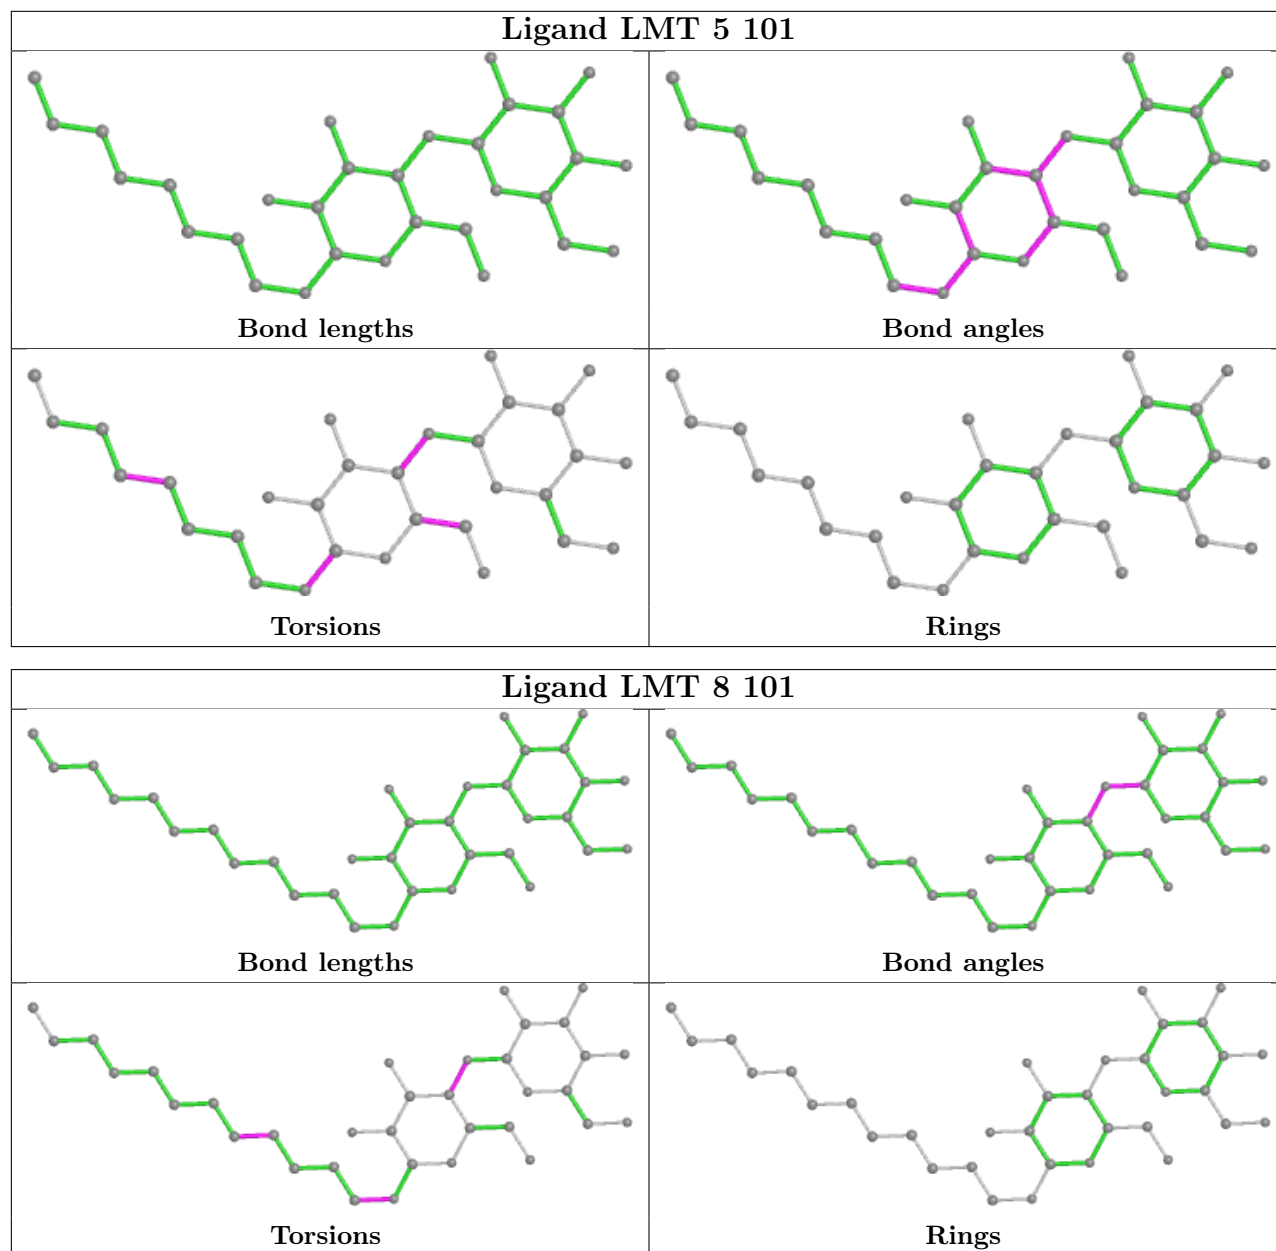 Ligand LMT 5 101
Bond lengths
Bond angles
Torsions
Rings
Ligand LMT 8 101
Bond lengths
Bond angles
Torsions
Rings